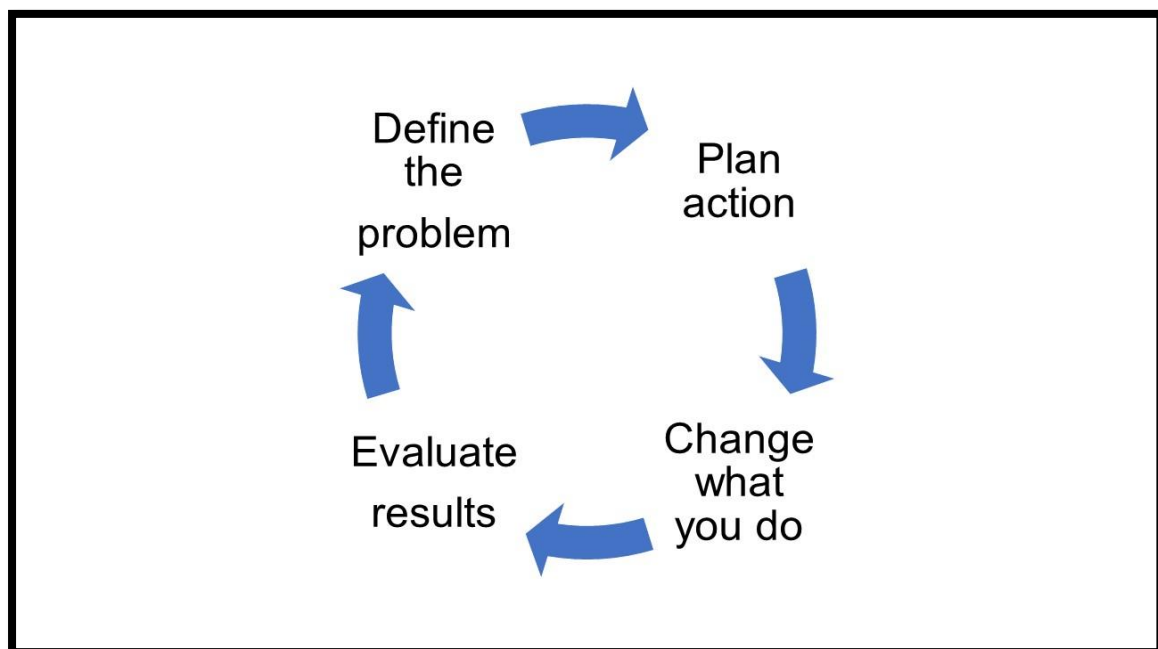 Define
the
problem
Plan
action
Change
what
you do
Evaluate
results